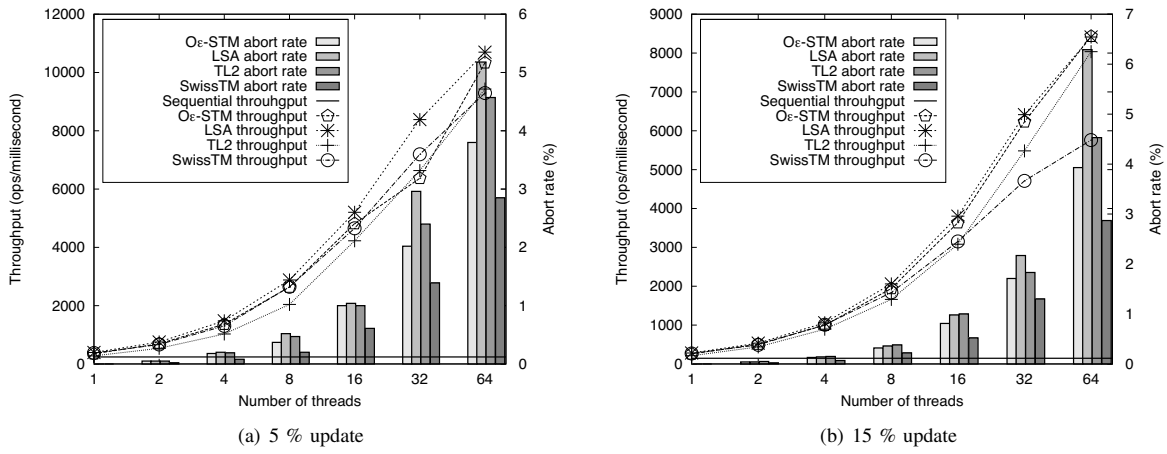 12000
10000
8000
6000
4000
2000
0
Throughput (ops/millisecond)
Oε-STM abort rate
LSA abort rate
TL2 abort rate
SwissTM abort rate
Sequential throuhgput
Oε-STM throughput
LSA throughput
TL2 throughput
SwissTM throughput
6
5
4
3
2
1
0
Abort rate (%)
1 2 4 8 16 32 64
Number of threads
(a) 5 % update
9000
8000
7000
6000
5000
4000
3000
2000
1000
0
Throughput (ops/millisecond)
Oε-STM abort rate
LSA abort rate
TL2 abort rate
SwissTM abort rate
Sequential throuhgput
Oε-STM throughput
LSA throughput
TL2 throughput
SwissTM throughput
7
6
5
4
3
2
1
0
Abort rate (%)
1 2 4 8 16 32 64
Number of threads
(b) 15 % update